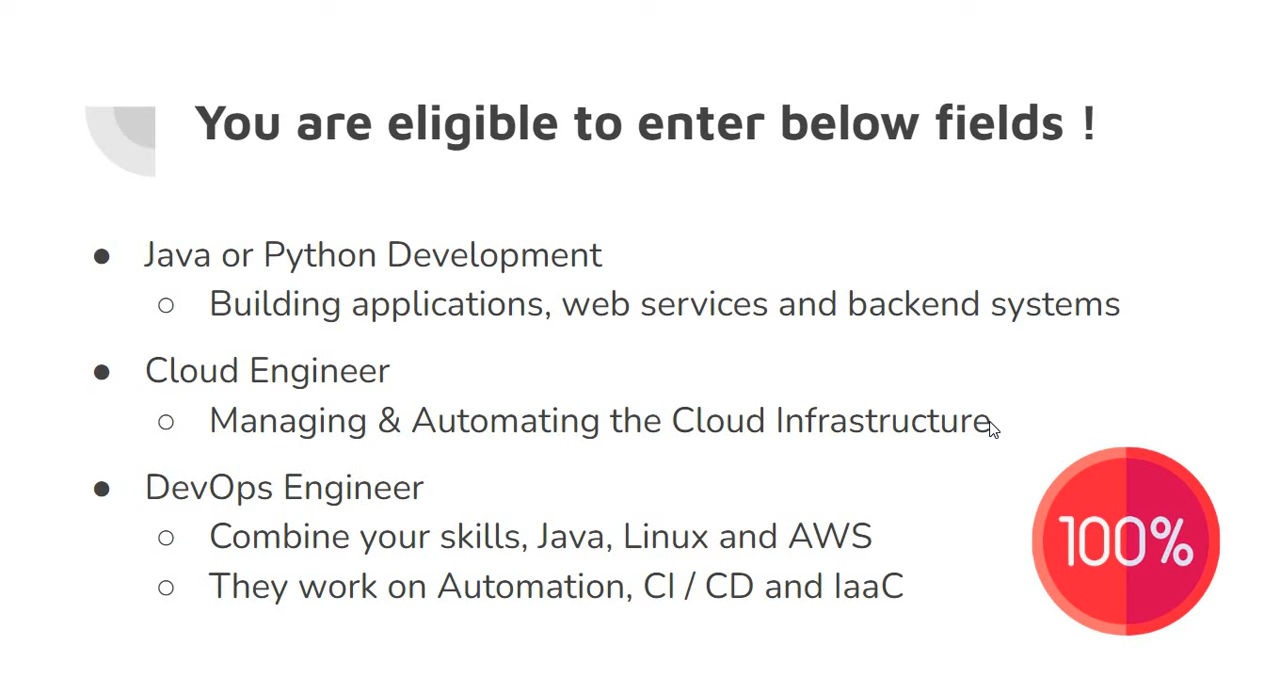 You are eligible to enter below fields !
● Java or Python Development
○ Building applications, web services and backend systems
● Cloud Engineer
○ Managing & Automating the Cloud Infrastructure
● DevOps Engineer
○ Combine your skills, Java, Linux and AWS
○ They work on Automation, CI / CD and IaaC
100%